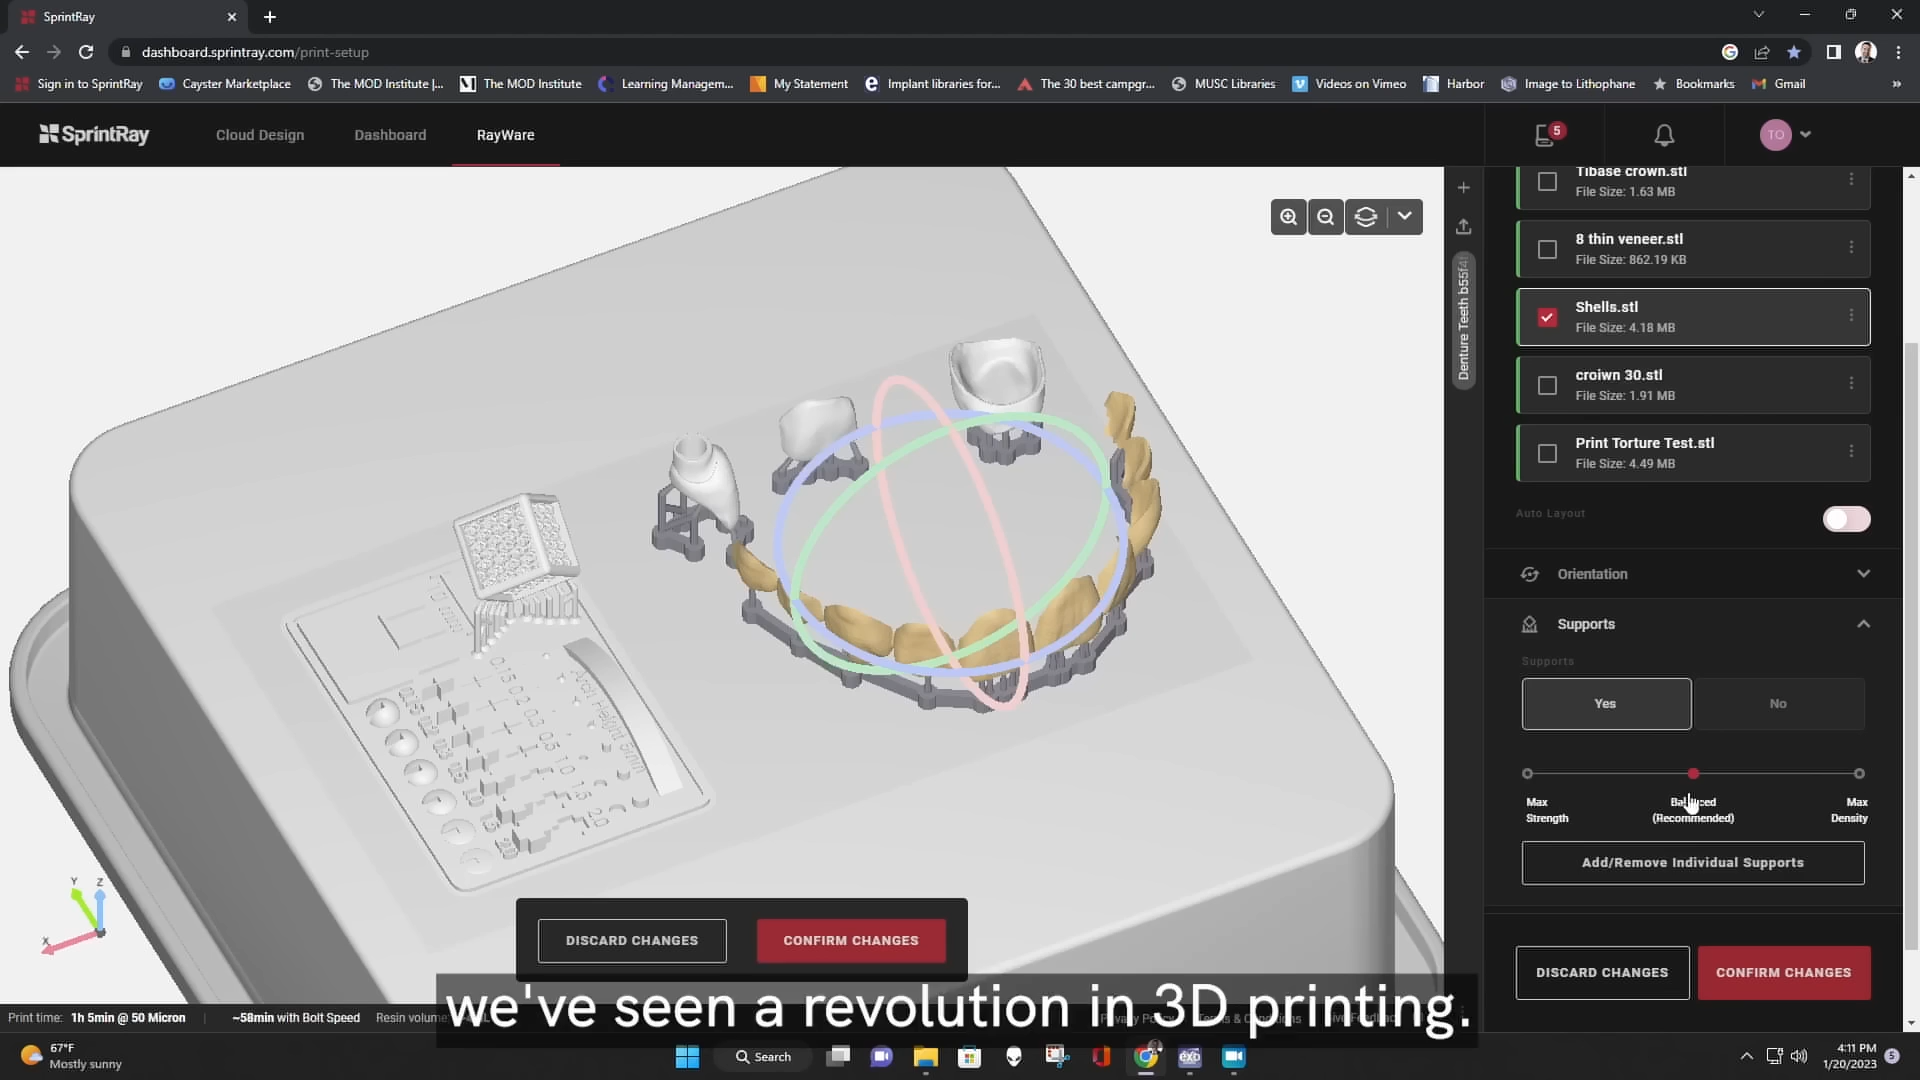 SprintRay
dashboard.sprintray.com/print-setup
Sign in to SprintRay
Cayster Marketplace
The MOD Institute |...
The MOD Institute
Learning Managem...
My Statement
Implant libraries for...
The 30 best campgr...
MUSC Libraries
Videos on Vimeo
Harbor
Image to Lithophane
Bookmarks
Gmail
SprintRay
Cloud Design
Dashboard
RayWare
5
TO
Denture Teeth b55f4
Tibase crown.stl
File Size: 1.63 MB
8 thin veneer.stl
File Size: 862.19 KB
Shells.stl
File Size: 4.18 MB
croiwn 30.stl
File Size: 1.91 MB
Print Torture Test.stl
File Size: 4.49 MB
Auto Layout
Orientation
Supports
Supports
Yes
No
Max
Strength
(Recommended)
Max
Density
Add/Remove Individual Supports
DISCARD CHANGES
CONFIRM CHANGES
Arch Height 5mm
Y
Z
X
DISCARD CHANGES
CONFIRM CHANGES
we've seen a revolution in 3D printing.
Print time: 1h 5min @ 50 Micron
~58min with Bolt Speed
Resin volume
67°F
Mostly sunny
Search
exo
4:11 PM
1/20/2023
5